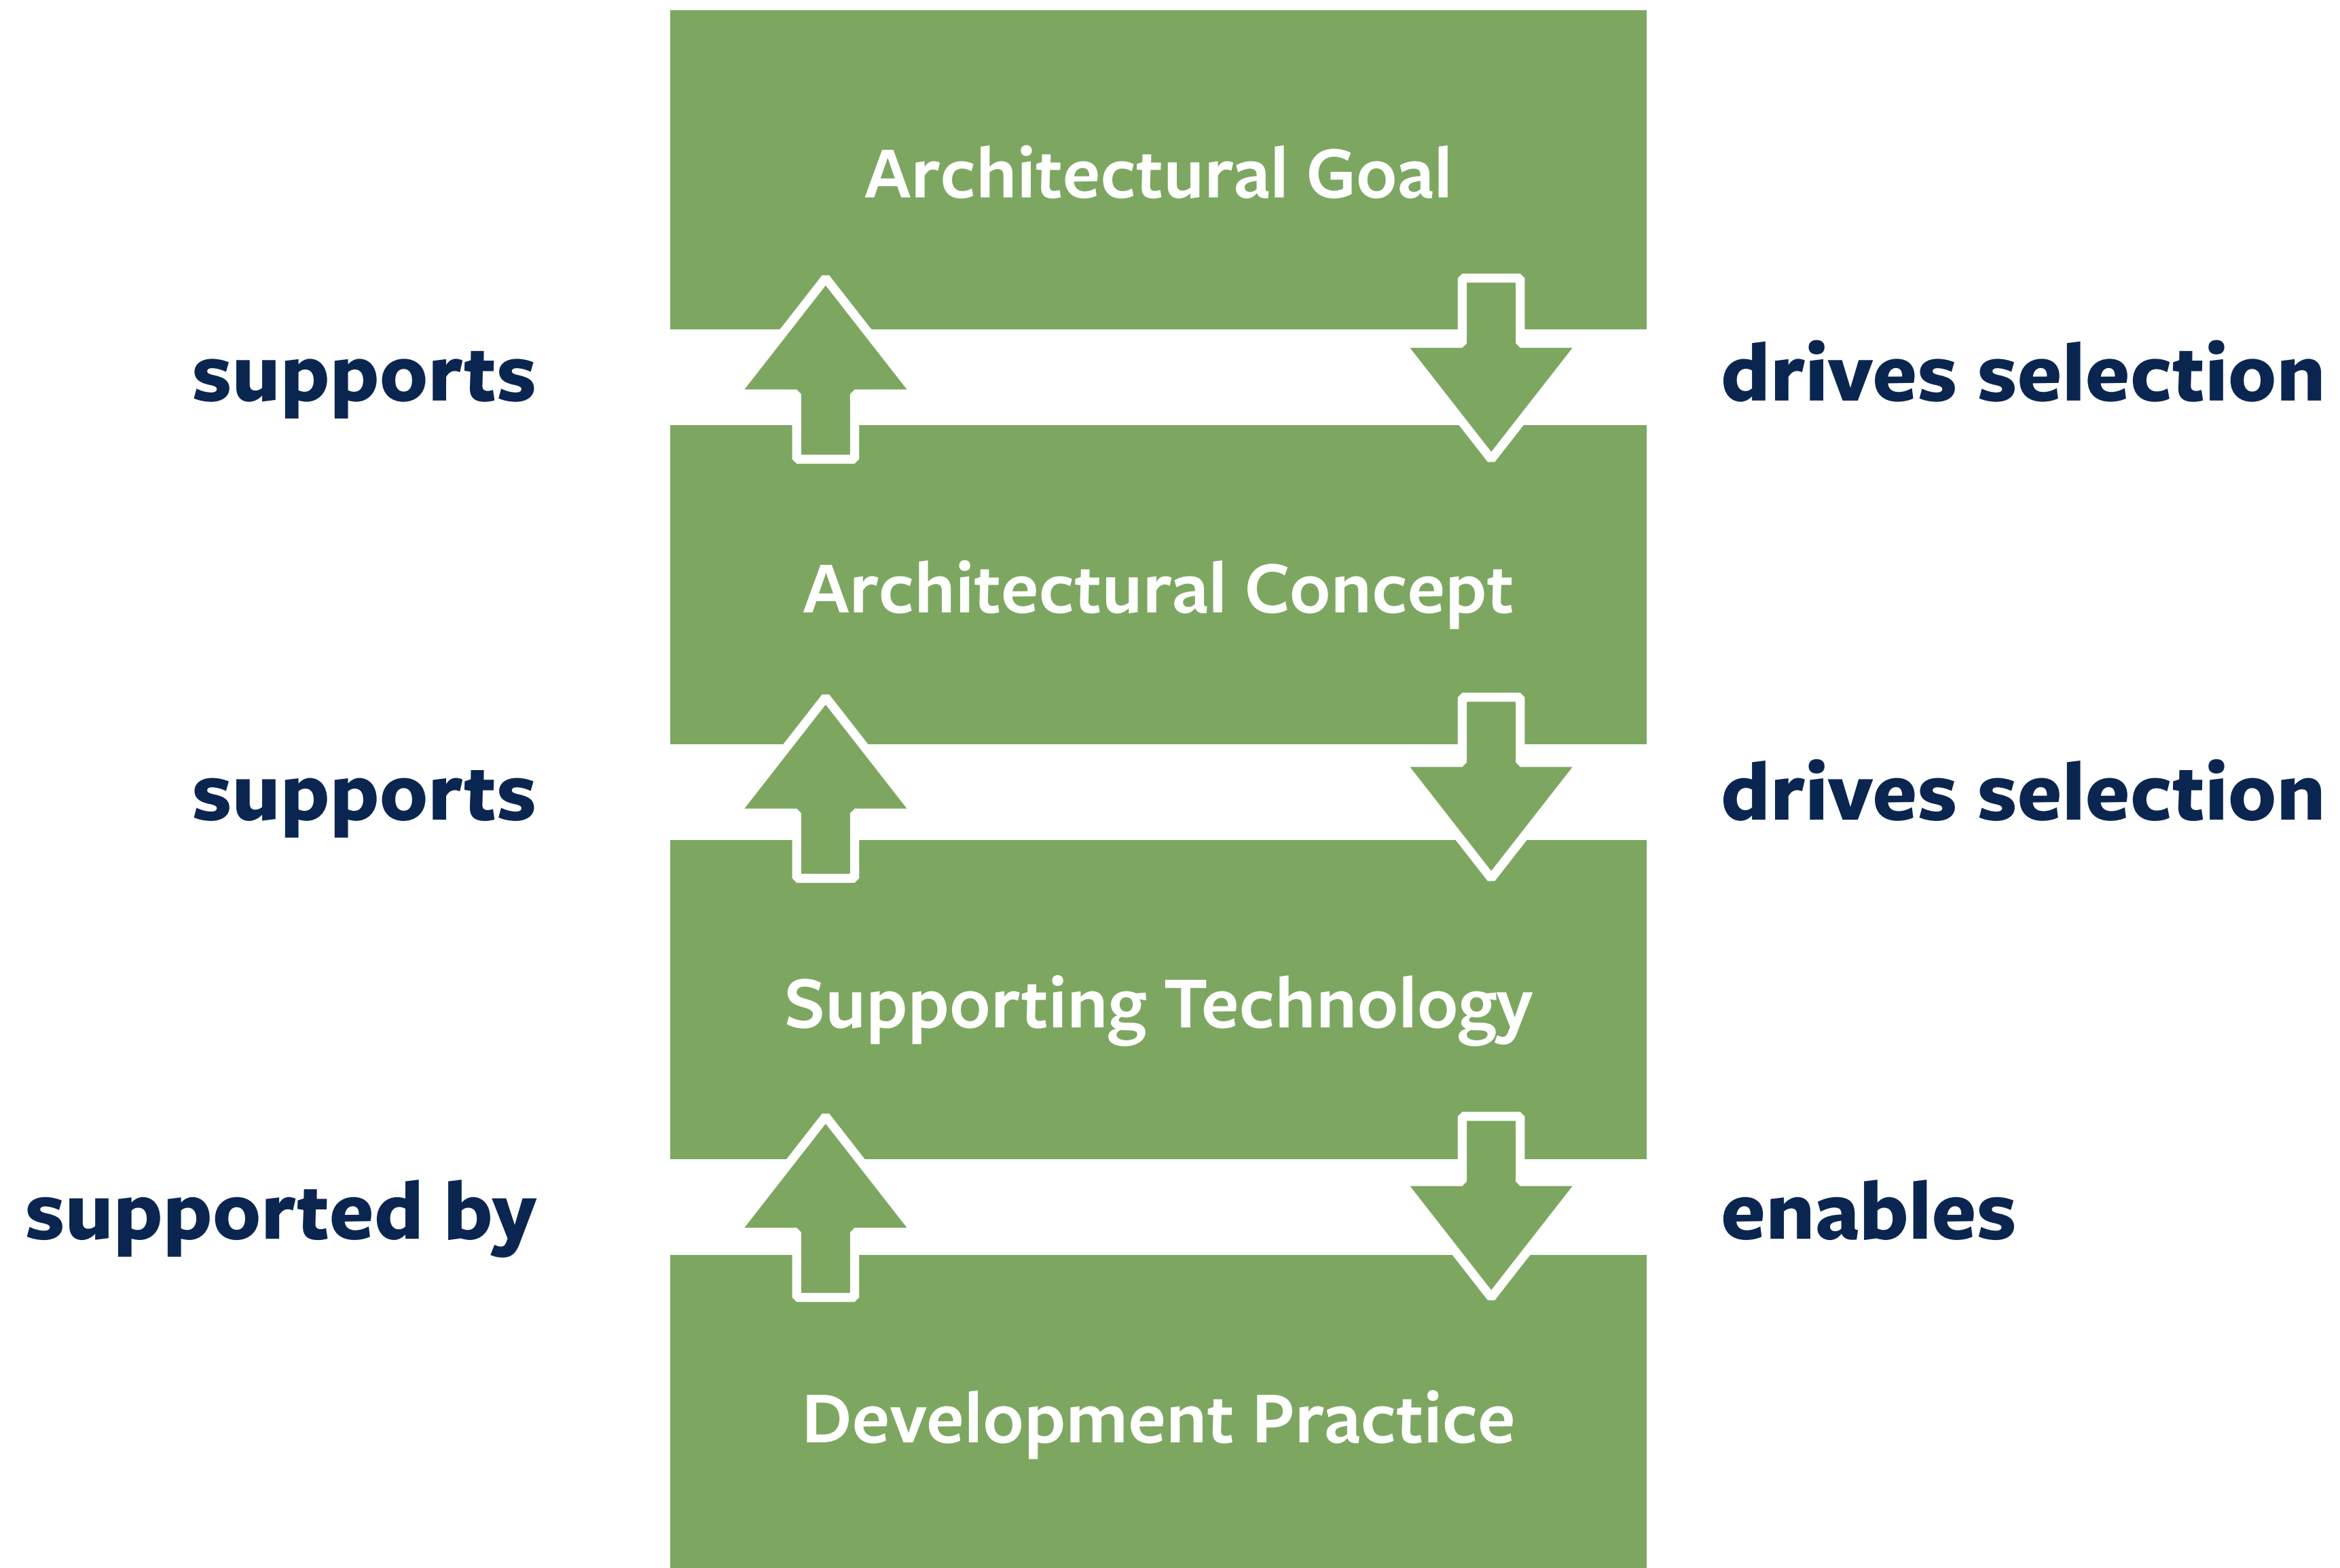 Architectural Goal
supports
drives selection
Architectural Concept
supports
drives selection
Supporting Technology
supported by
enables
Development Practice